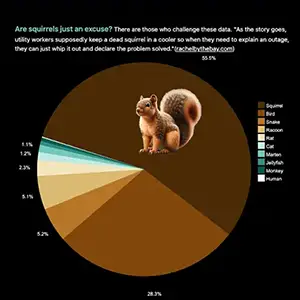 Are squirrels just an excuse? There are those who challenge these data. "As the story goes,
utility workers supposedly keep a dead squirrel in a cooler so when they need to explain an outage,
they can just whip it out and declare the problem solved."(rachelbythebay.com)
55.5%
Squirrel
Bird
Snake
Racoon
Rat
Cat
Marten
Jellyfish
Monkey
Human
1.1%
1.2%
2.3%
5.1%
5.2%
28.3%